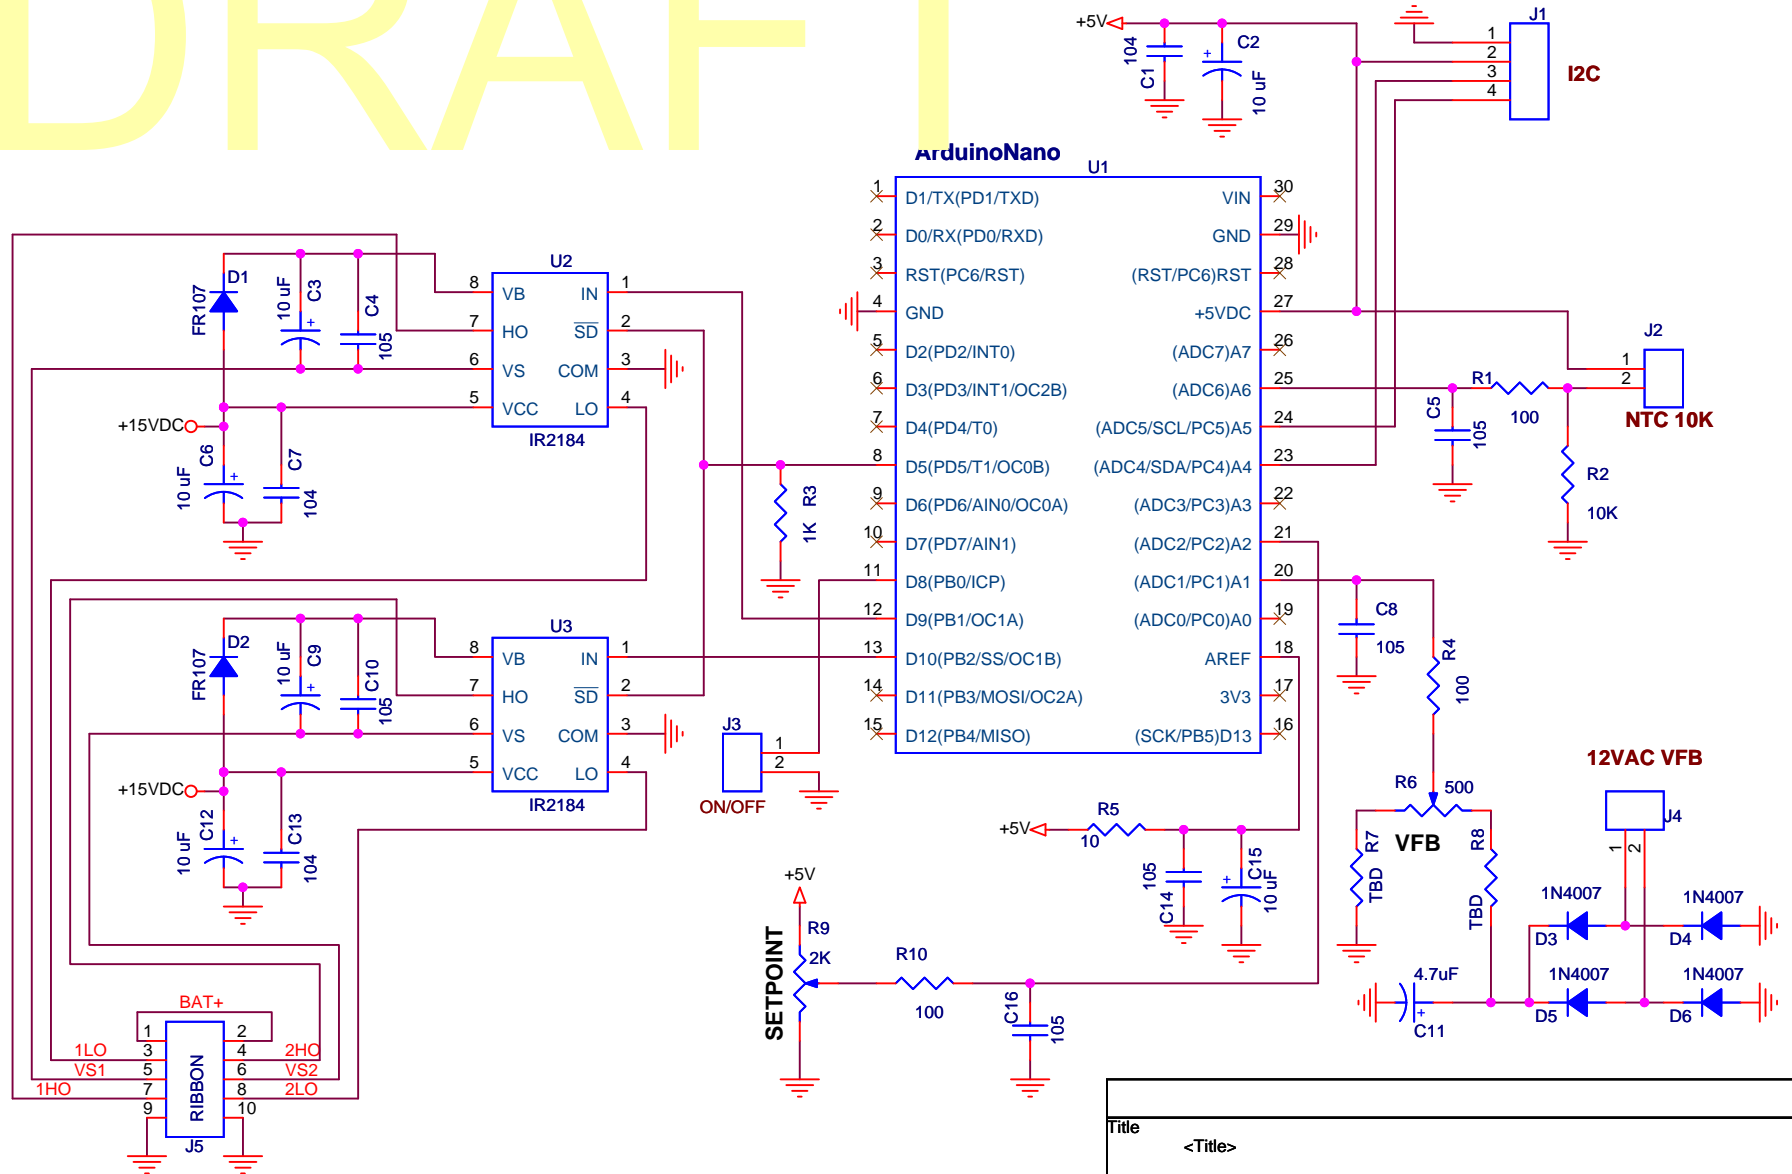 DRAFT
+5V
104
C1
C2
10 uF
J1
1
2
3
4
I2C
ArduinoNano
U1
1 D1/TX(PD1/TXD)
2 D0/RX(PD0/RXD)
3 RST(PC6/RST)
4 GND
5 D2(PD2/INT0)
6 D3(PD3/INT1/OC2B)
7 D4(PD4/T0)
8 D5(PD5/T1/OC0B)
9 D6(PD6/AIN0/OC0A)
10 D7(PD7/AIN1)
11 D8(PB0/ICP)
12 D9(PB1/OC1A)
13 D10(PB2/SS/OC1B)
14 D11(PB3/MOSI/OC2A)
15 D12(PB4/MISO)
VIN 30
GND 29
(RST/PC6)RST 28
+5VDC 27
(ADC7)A7 26
(ADC6)A6 25
(ADC5/SCL/PC5)A5 24
(ADC4/SDA/PC4)A4 23
(ADC3/PC3)A3 22
(ADC2/PC2)A2 21
(ADC1/PC1)A1 20
(ADC0/PC0)A0 19
AREF 18
3V3 17
(SCK/PB5)D13 16
D1
FR107
10 uF
C3
C4
105
U2
8 VB
7 HO
6 VS
5 VCC
IN 1
SD 2
COM 3
LO 4
IR2184
+15VDC
C6
10 uF
C7
104
R3
1K
J2
1
2
NTC 10K
R1
100
C5
105
R2
10K
D2
FR107
10 uF
C9
C10
105
U3
8 VB
7 HO
6 VS
5 VCC
IN 1
SD 2
COM 3
LO 4
IR2184
+15VDC
C12
10 uF
C13
104
J3
1
2
ON/OFF
C8
105
R4
100
R6
500
VFB
R7
TBD
R8
TBD
12VAC VFB
J4
1
2
1N4007
D3
1N4007
D4
1N4007
D5
1N4007
D6
4.7uF
C11
+5V
R5
10
105
C14
C15
10 uF
+5V
R9
2K
SETPOINT
R10
100
C16
105
BAT+
1
2
1LO 3
4 2HO
VS1 5
6 VS2
1HO 7
8 2LO
9
10
RIBBON
J5
Title
<Title>